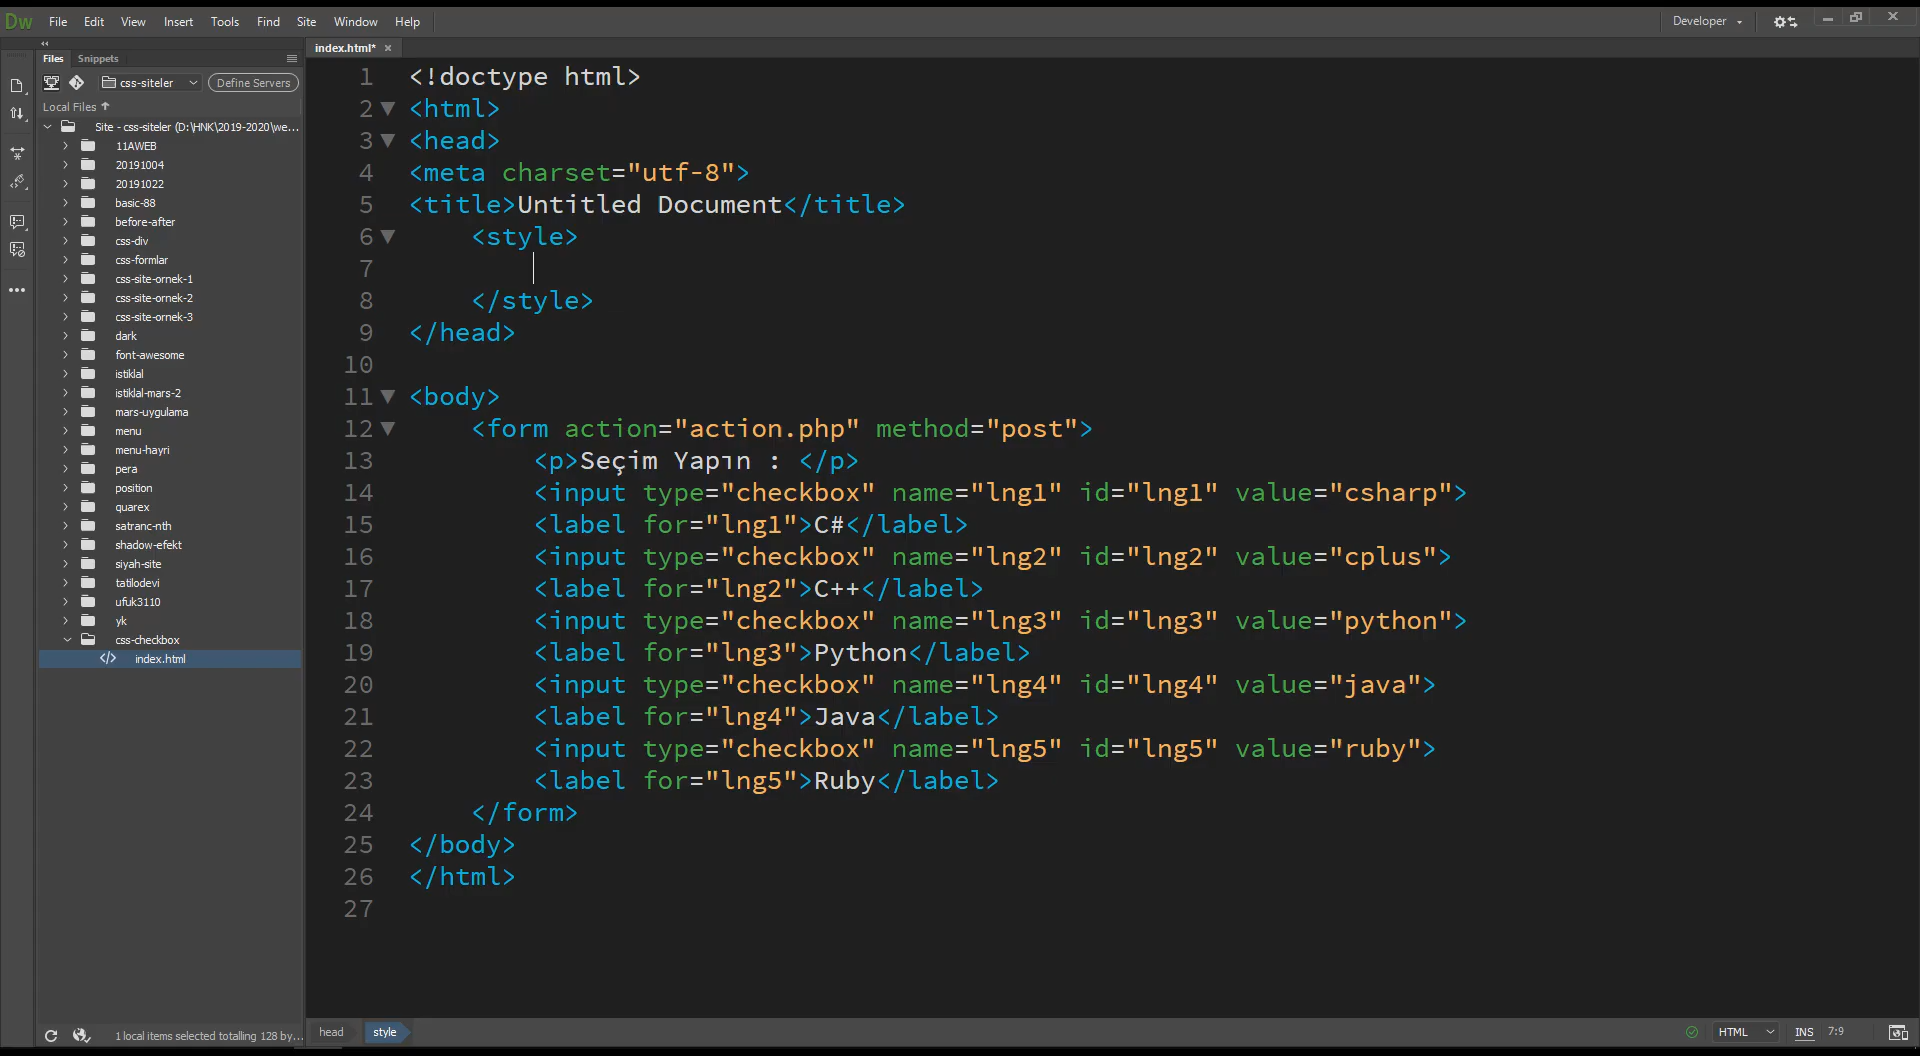 Dw File Edit View Insert Tools Find Site Window Help Developer
Files Snippets
css-siteler Define Servers
Local Files
Site - css-siteler (D:\HNK\2019-2020\we...
11AWEB
20191004
20191022
basic-88
before-after
css-div
css-formlar
css-site-ornek-1
css-site-ornek-2
css-site-ornek-3
dark
font-awesome
istiklal
istiklal-mars-2
mars-uygulama
menu
menu-hayri
pera
position
quarex
satranc-nth
shadow-efekt
siyah-site
tatilodevi
ufuk3110
yk
css-checkbox
index.html
1 local items selected totalling 128 by...
index.html*
1 <!doctype html>
2 <html>
3 <head>
4 <meta charset="utf-8">
5 <title>Untitled Document</title>
6 <style>
7
8 </style>
9 </head>
10
11 <body>
12 <form action="action.php" method="post">
13 <p>Seçim Yapın : </p>
14 <input type="checkbox" name="lng1" id="lng1" value="csharp">
15 <label for="lng1">C#</label>
16 <input type="checkbox" name="lng2" id="lng2" value="cplus">
17 <label for="lng2">C++</label>
18 <input type="checkbox" name="lng3" id="lng3" value="python">
19 <label for="lng3">Python</label>
20 <input type="checkbox" name="lng4" id="lng4" value="java">
21 <label for="lng4">Java</label>
22 <input type="checkbox" name="lng5" id="lng5" value="ruby">
23 <label for="lng5">Ruby</label>
24 </form>
25 </body>
26 </html>
27
head style HTML INS 7:9